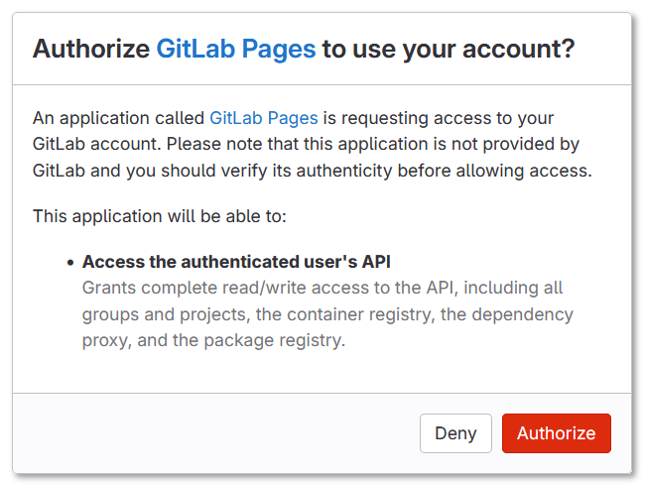 Authorize GitLab Pages to use your account?
An application called GitLab Pages is requesting access to your
GitLab account. Please note that this application is not provided by
GitLab and you should verify its authenticity before allowing access.
This application will be able to:
• Access the authenticated user's API
Grants complete read/write access to the API, including all
groups and projects, the container registry, the dependency
proxy, and the package registry.
Deny Authorize